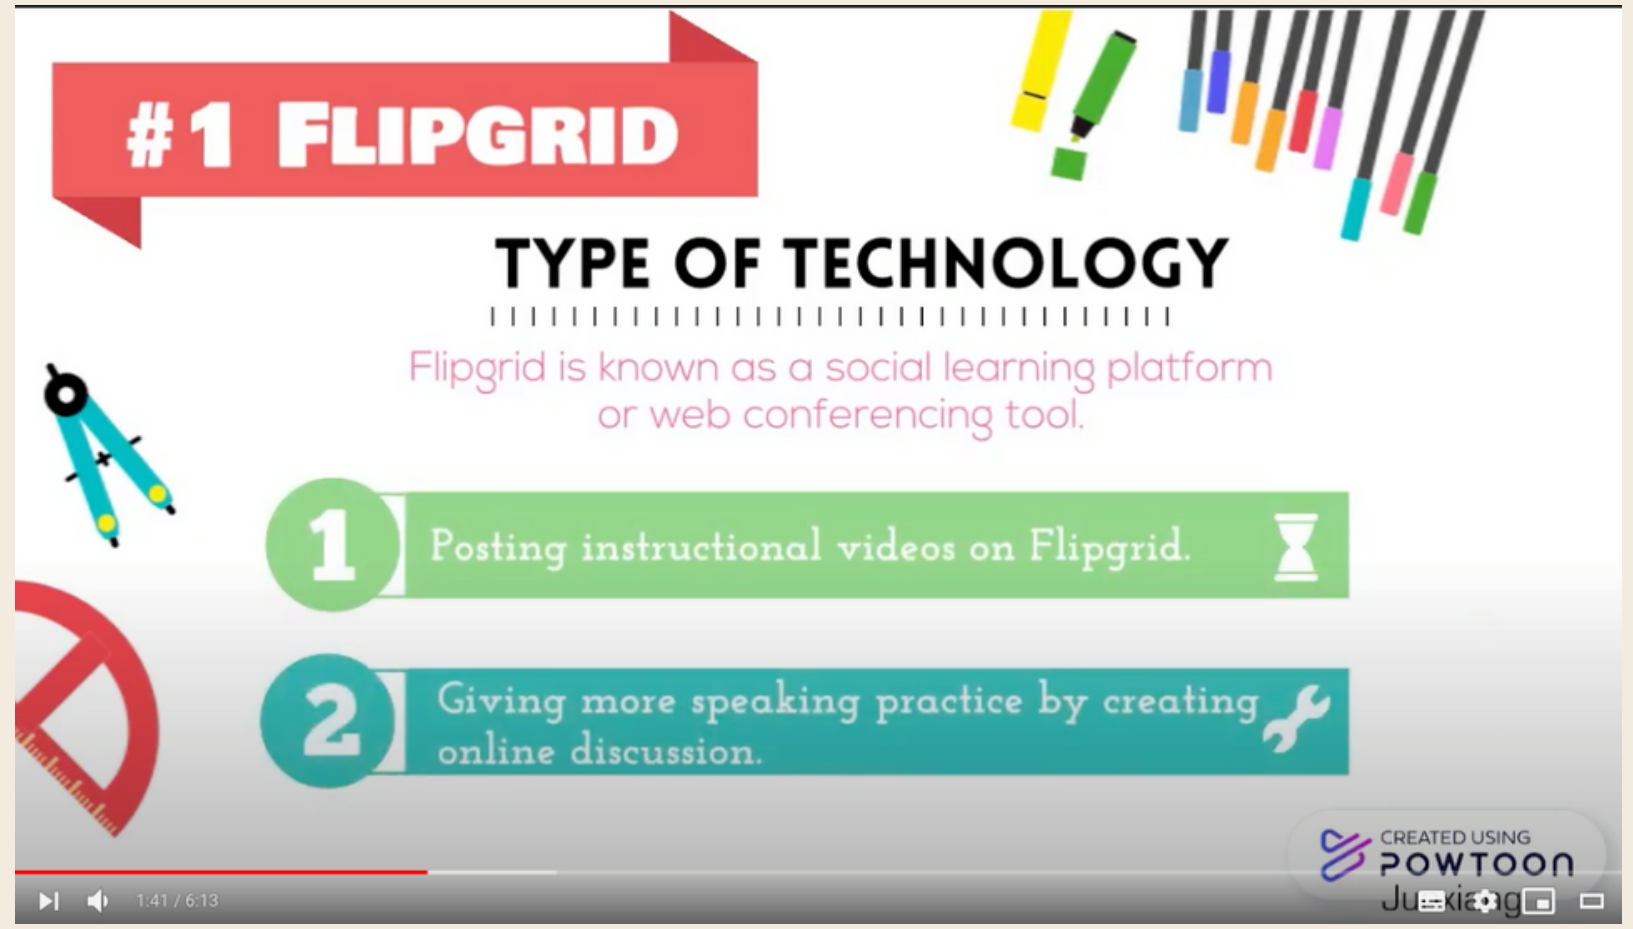 #1 FLIPGRID
TYPE OF TECHNOLOGY
Flipgrid is known as a social learning platform
or web conferencing tool.
1 Posting instructional videos on Flipgrid.
2 Giving more speaking practice by creating
online discussion.
CREATED USING
POWTOON
1:41 / 6:13